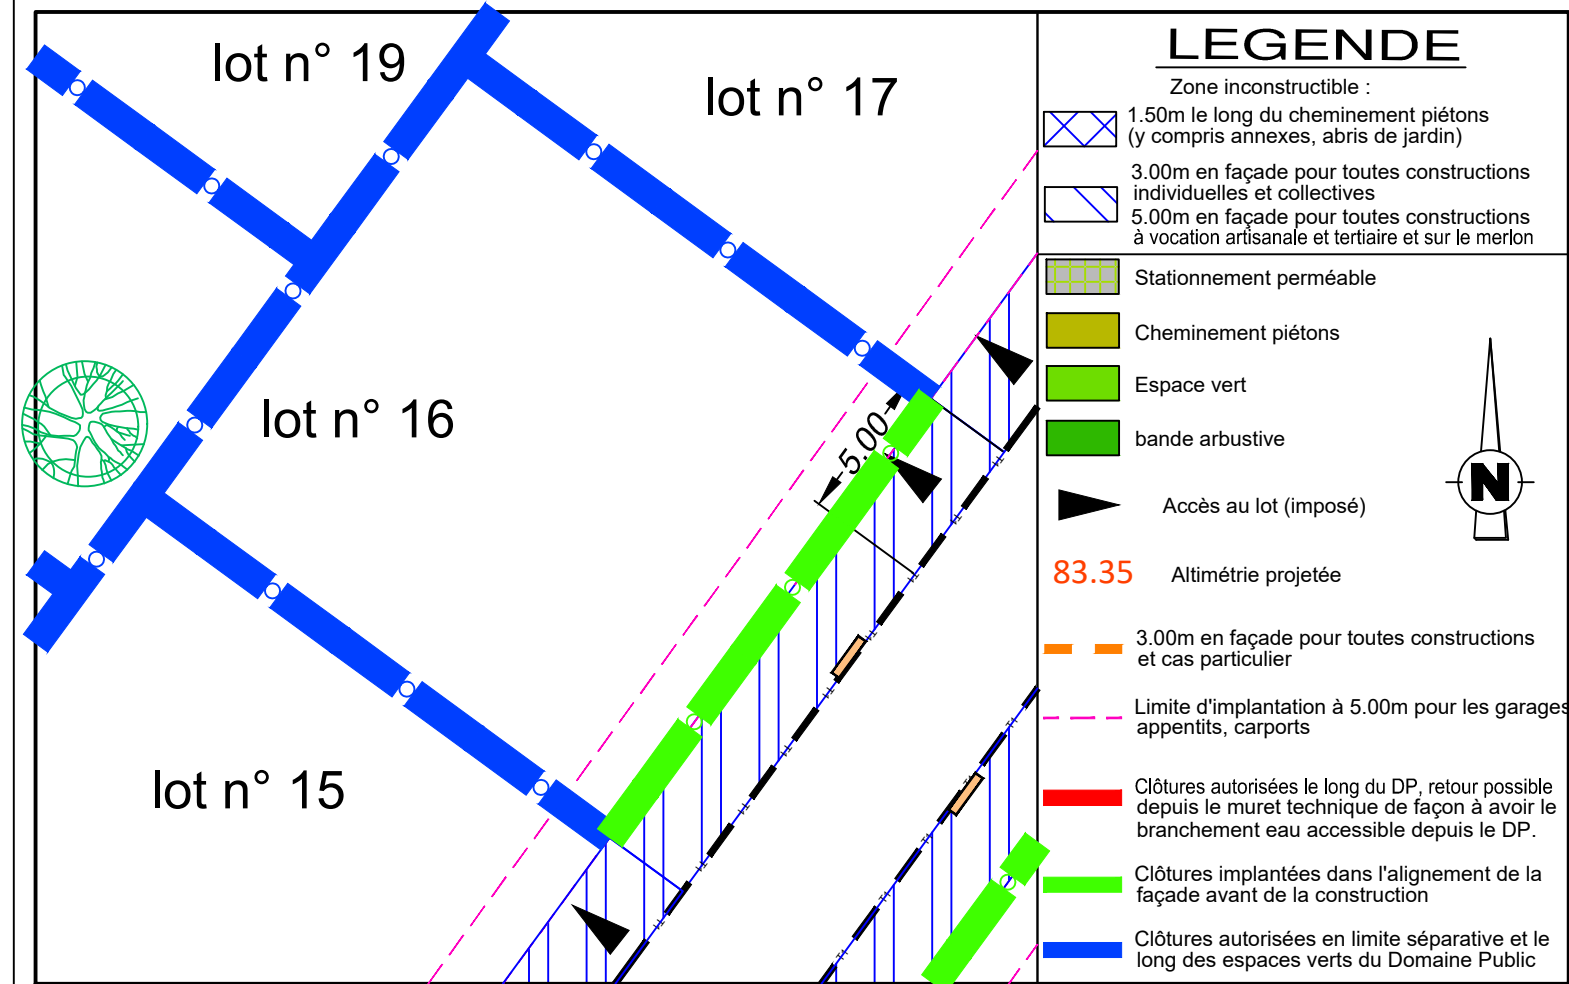 lot n° 19
lot n° 17
lot n° 16
5.00
lot n° 15
LEGENDE
Zone inconstructible :
1.50m le long du cheminement piétons
(y compris annexes, abris de jardin)
3.00m en façade pour toutes constructions
individuelles et collectives
5.00m en façade pour toutes constructions
à vocation artisanale et tertiaire et sur le merlon
Stationnement perméable
Cheminement piétons
Espace vert
bande arbustive
Accès au lot (imposé)
N
83.35 Altimétrie projetée
3.00m en façade pour toutes constructions
et cas particulier
Limite d'implantation à 5.00m pour les garages
appentits, carports
Clôtures autorisées le long du DP, retour possible
depuis le muret technique de façon à avoir le
branchement eau accessible depuis le DP.
Clôtures implantées dans l'alignement de la
façade avant de la construction
Clôtures autorisées en limite séparative et le
long des espaces verts du Domaine Public